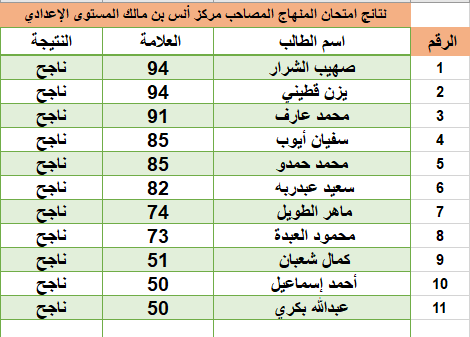 نتائج امتحان المنهاج المصاحب مركز أنس بن مالك المستوى الإعدادي
الرقم اسم الطالب العلامة النتيجة
1 صهيب الشرار 94 ناجح
2 يزن قطيني 94 ناجح
3 محمد عارف 91 ناجح
4 سفيان أيوب 85 ناجح
5 محمد حمدو 85 ناجح
6 سعيد عبدربه 82 ناجح
7 ماهر الطويل 74 ناجح
8 محمود العبدة 73 ناجح
9 كمال شعبان 51 ناجح
10 أحمد إسماعيل 50 ناجح
11 عبدالله بكري 50 ناجح